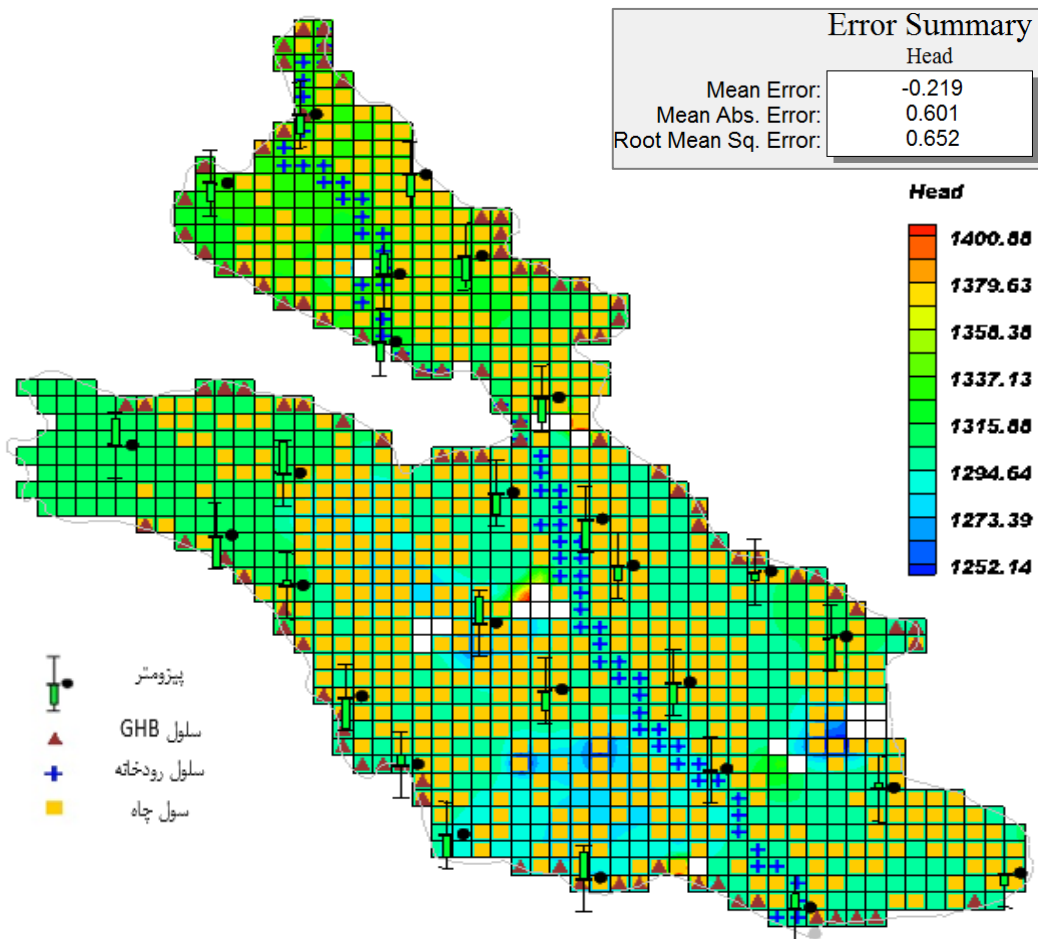 Error Summary
Head
Mean Error: -0.219
Mean Abs. Error: 0.601
Root Mean Sq. Error: 0.652
Head
1400.88
1379.63
1358.38
1337.13
1315.88
1294.64
1273.39
1252.14
پیزومتر
سلول GHB
سلول رودخانه
سول چاه